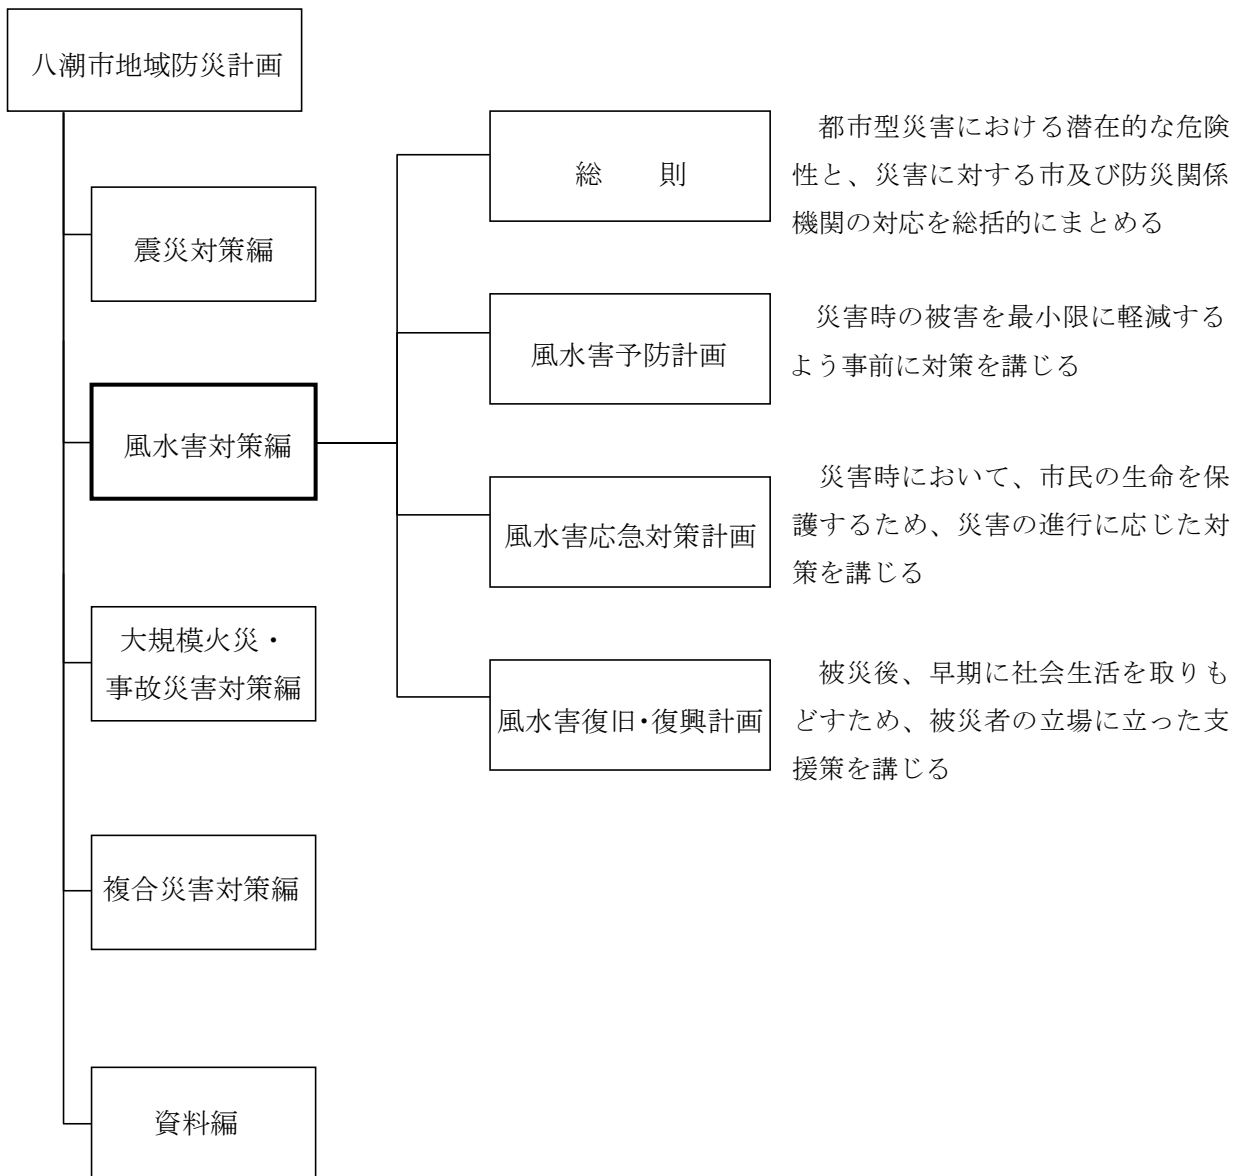 八潮市地域防災計画
震災対策編
風水害対策編
大規模火災・
事故災害対策編
複合災害対策編
資料編
総　　則
都市型災害における潜在的な危険
性と、災害に対する市及び防災関係
機関の対応を総括的にまとめる
風水害予防計画
災害時の被害を最小限に軽減する
よう事前に対策を講じる
風水害応急対策計画
災害時において、市民の生命を保
護するため、災害の進行に応じた対
策を講じる
風水害復旧・復興計画
被災後、早期に社会生活を取りも
どすため、被災者の立場に立った支
援策を講じる